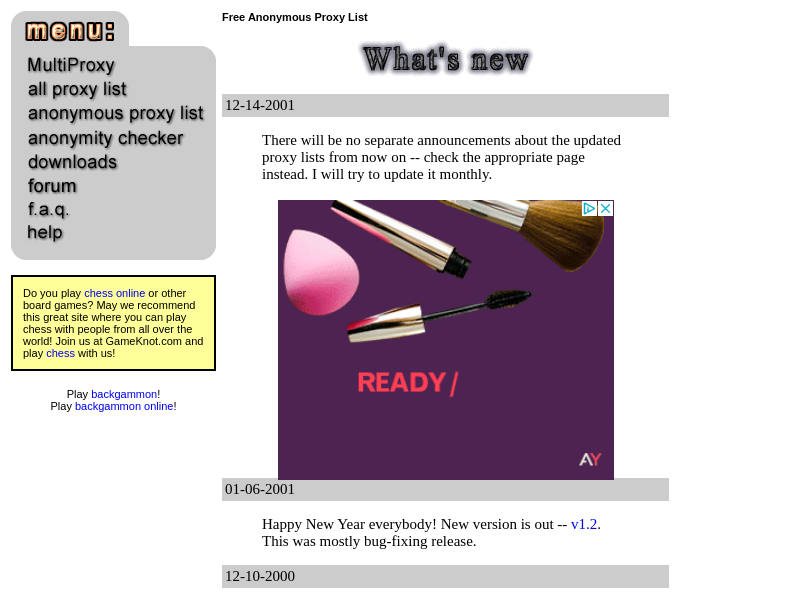 menu:
MultiProxy
all proxy list
anonymous proxy list
anonymity checker
downloads
forum
f.a.q.
help
Do you play chess online or other
board games? May we recommend
this great site where you can play
chess with people from all over the
world! Join us at GameKnot.com and
play chess with us!
Play backgammon!
Play backgammon online!
Free Anonymous Proxy List
What's new
12-14-2001
There will be no separate announcements about the updated
proxy lists from now on -- check the appropriate page
instead. I will try to update it monthly.
READY/
AY
01-06-2001
Happy New Year everybody! New version is out -- v1.2.
This was mostly bug-fixing release.
12-10-2000